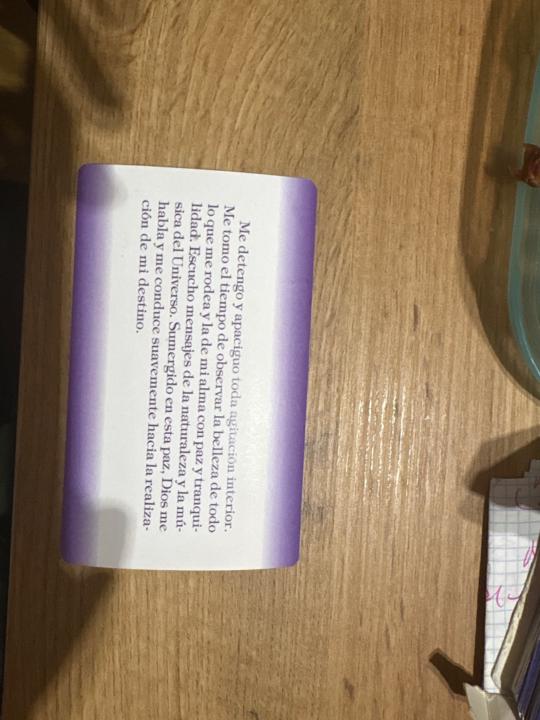 Me detengo y apaciguo toda agitación interior.
Me tomo el tiempo de observar la belleza de todo
lo que me rodea y la de mi alma con paz y tranqui-
lidad. Escucho mensajes de la naturaleza y la mú-
sica del Universo. Sumergido en esta paz, Dios me
habla y me conduce suavemente hacia la realiza-
ción de mi destino.